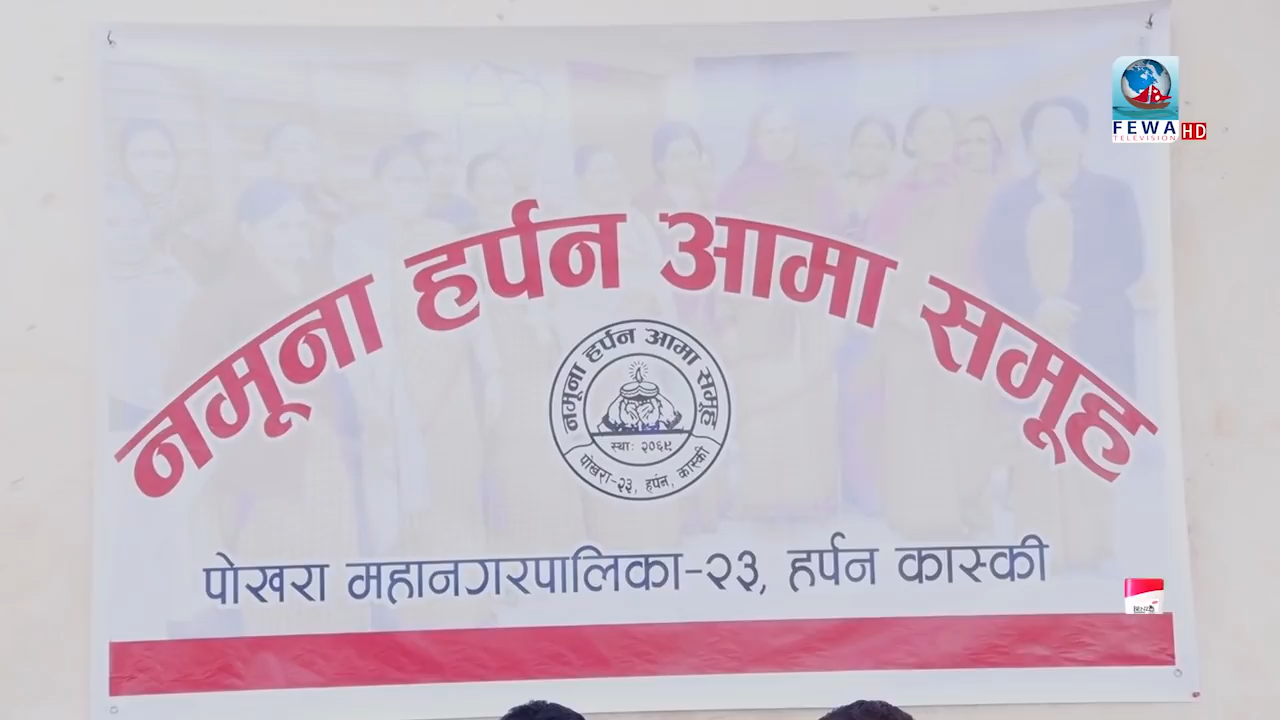 FEWA
TELEVISION HD
नमूना हर्पन आमा समूह
नमूना हर्पन आमा समूह
स्था: २०६९
पोखरा-२३, हर्पन, कास्की
पोखरा महानगरपालिका-२३, हर्पन कास्की